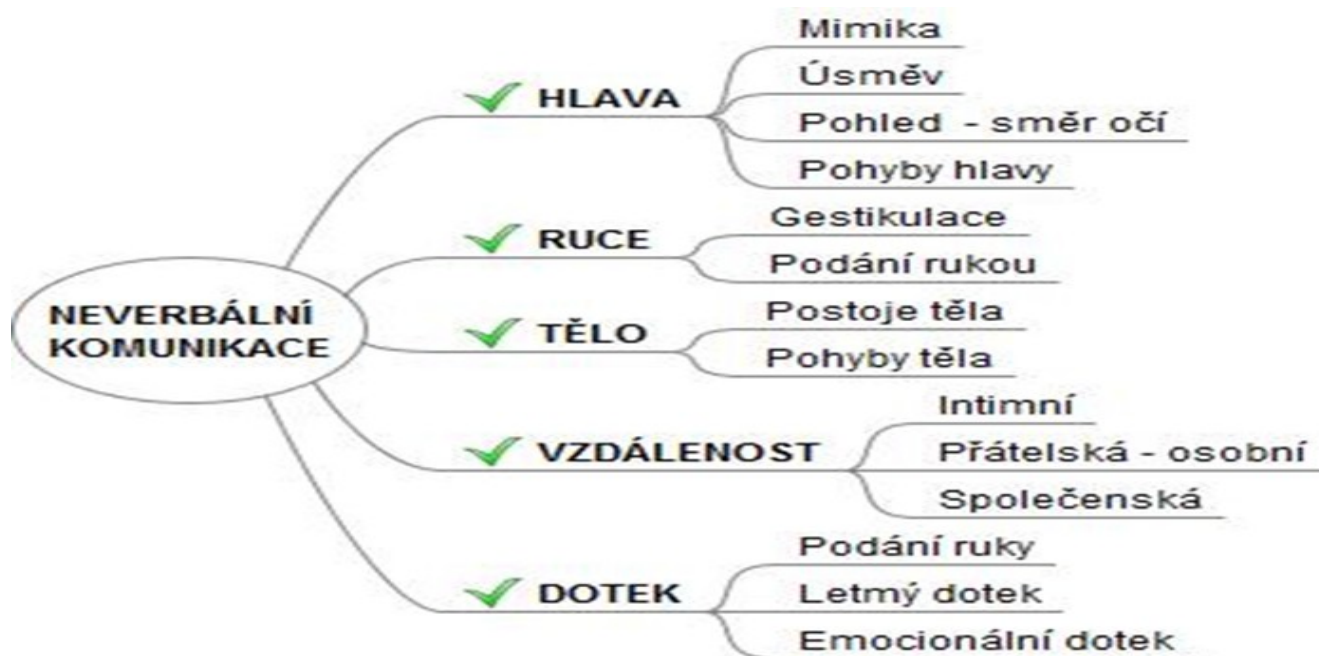 NEVERBÁLNÍ
KOMUNIKACE
HLAVA
Mimika
Úsměv
Pohled - směr očí
Pohyby hlavy
RUCE
Gestikulace
Podání rukou
TĚLO
Postoje těla
Pohyby těla
VZDÁLENOST
Intimní
Přátelská - osobní
Společenská
DOTEK
Podání ruky
Letmý dotek
Emocionální dotek